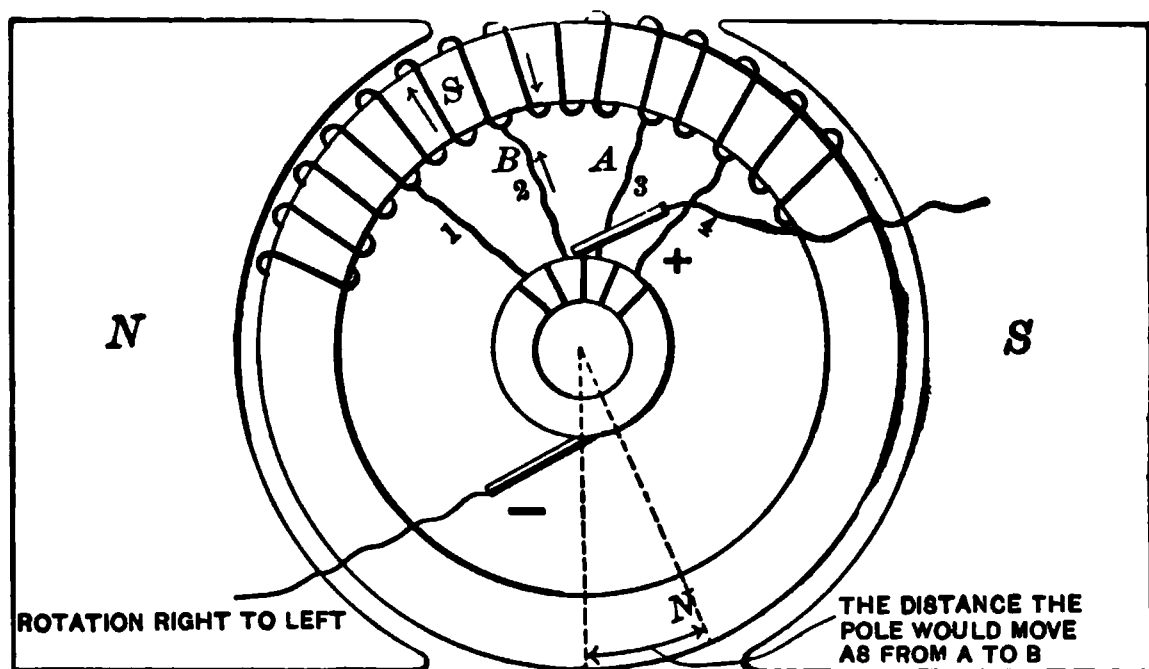 S
B
A
1
2
3
4
+
N
S
−
N
ROTATION RIGHT TO LEFT
THE DISTANCE THE
POLE WOULD MOVE
AS FROM A TO B